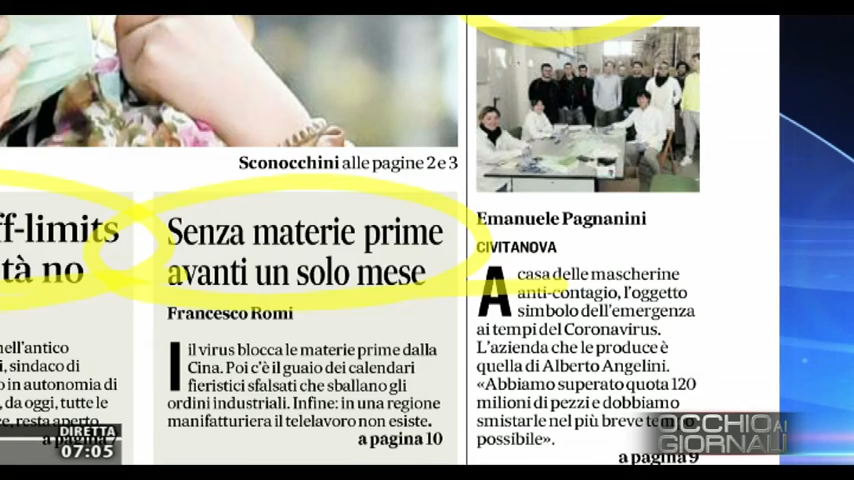 Sconocchini alle pagine 2 e 3
ff-limits
tà no
nell'antico
i, sindaco di
o in autonomia di
, da oggi, tutte le
e, resta aperto
a pagina 7
Senza materie prime
avanti un solo mese
Francesco Romi
Il virus blocca le materie prime dalla
Cina. Poi c'è il guaio dei calendari
fieristici sfalsati che sballano gli
ordini industriali. Infine: in una regione
manifatturiera il telelavoro non esiste.
a pagina 10
Emanuele Pagnanini
CIVITANOVA
A casa delle mascherine
anti-contagio, l'oggetto
simbolo dell'emergenza
ai tempi del Coronavirus.
L'azienda che le produce è
quella di Alberto Angelini.
«Abbiamo superato quota 120
milioni di pezzi e dobbiamo
smistarle nel più breve tempo
possibile».
a pagina 9
DIRETTA
07:05
OCCHIO AI
GIORNALI